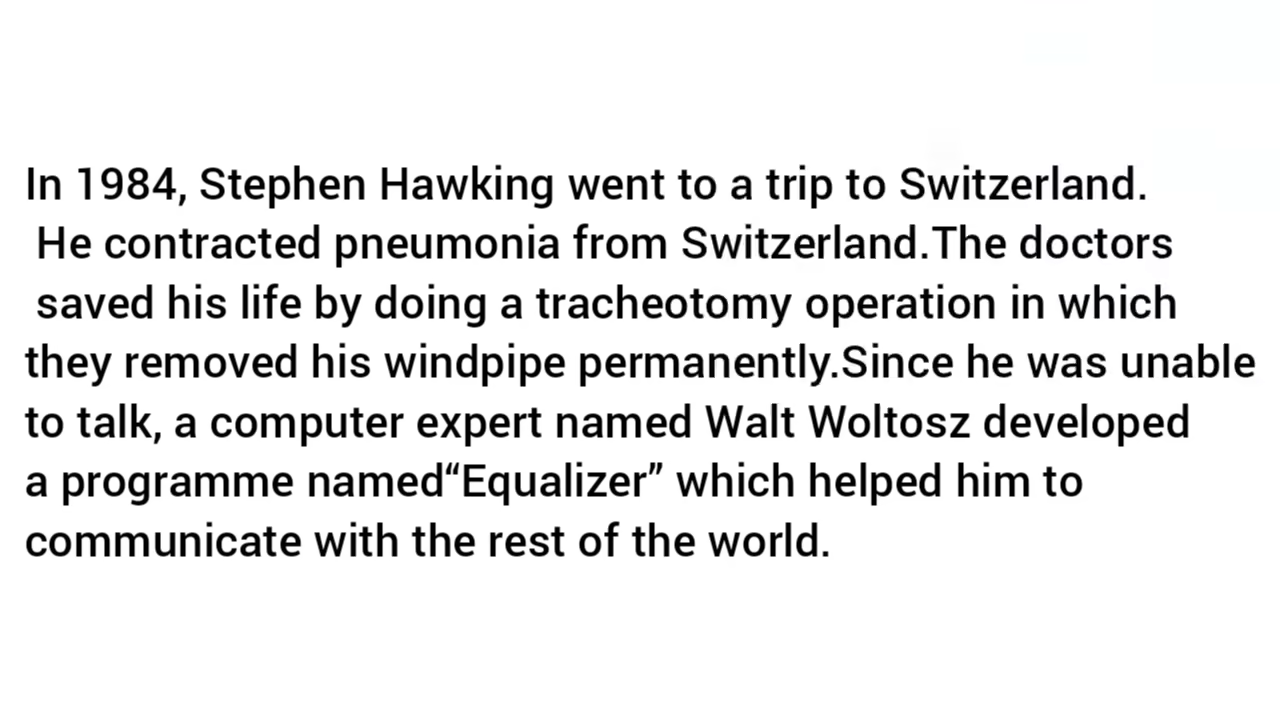 In 1984, Stephen Hawking went to a trip to Switzerland.
He contracted pneumonia from Switzerland.The doctors
saved his life by doing a tracheotomy operation in which
they removed his windpipe permanently.Since he was unable
to talk, a computer expert named Walt Woltosz developed
a programme named“Equalizer” which helped him to
communicate with the rest of the world.